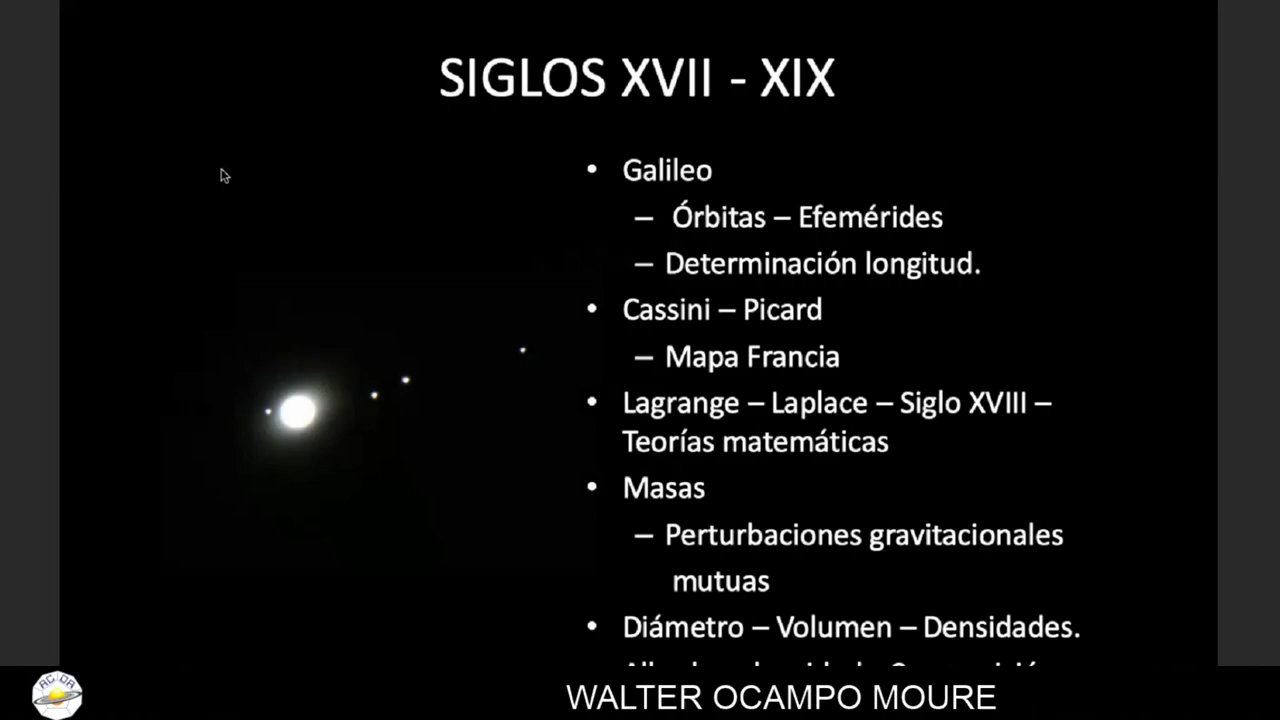 SIGLOS XVII - XIX
• Galileo
– Órbitas – Efemérides
– Determinación longitud.
• Cassini – Picard
– Mapa Francia
• Lagrange – Laplace – Siglo XVIII –
Teorías matemáticas
• Masas
– Perturbaciones gravitacionales
mutuas
• Diámetro – Volumen – Densidades.
ACDA
WALTER OCAMPO MOURE